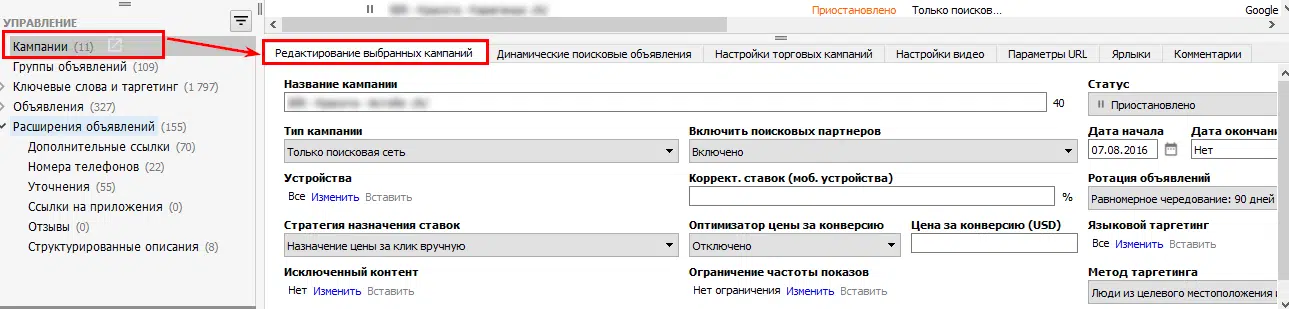 Приостановлено Только поисков... Google
УПРАВЛЕНИЕ
Кампании (11)
Группы объявлений (109)
Ключевые слова и таргетинг (1 797)
Объявления (327)
Расширения объявлений (155)
Дополнительные ссылки (70)
Номера телефонов (22)
Уточнения (55)
Ссылки на приложения (0)
Отзывы (0)
Структурированные описания (8)
Редактирование выбранных кампаний Динамические поисковые объявления Настройки торговых кампаний Настройки видео Параметры URL Ярлыки Комментарии
Название кампании Статус
40 Приостановлено
Тип кампании Включить поисковых партнеров Дата начала Дата окончани
Только поисковая сеть Включено 07.08.2016 Нет
Устройства Коррект. ставок (моб. устройства) Ротация объявлений
Все Изменить Вставить % Равномерное чередование: 90 дней
Стратегия назначения ставок Оптимизатор цены за конверсию Цена за конверсию (USD) Языковой таргетинг
Назначение цены за клик вручную Отключено Все Изменить Вставить
Исключенный контент Ограничение частоты показов Метод таргетинга
Нет Изменить Вставить Нет ограничения Изменить Вставить Люди из целевого местоположения